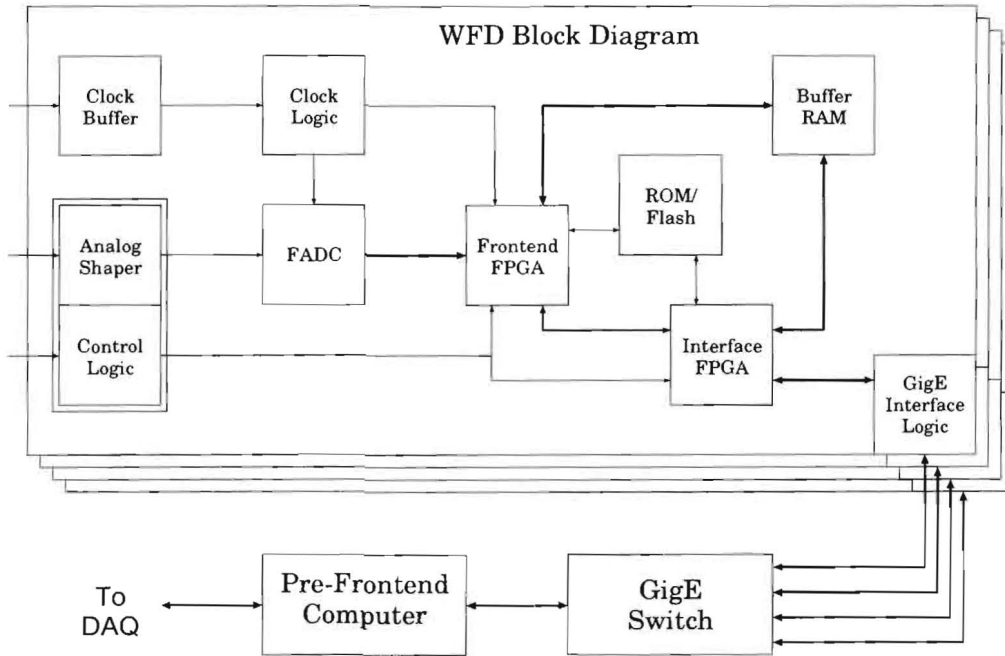 WFD Block Diagram
Clock
Buffer
Clock
Logic
Buffer
RAM
ROM/
Flash
Analog
Shaper
FADC
Frontend
FPGA
Control
Logic
Interface
FPGA
GigE
Interface
Logic
To
DAQ
Pre-Frontend
Computer
GigE
Switch